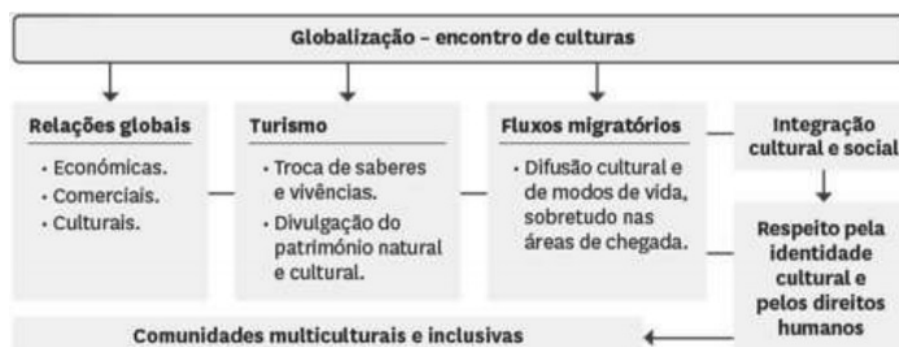 Globalização – encontro de culturas
Relações globais
• Económicas.
• Comerciais.
• Culturais.
Turismo
• Troca de saberes
e vivências.
• Divulgação do
património natural
e cultural.
Fluxos migratórios
• Difusão cultural e
de modos de vida,
sobretudo nas
áreas de chegada.
Integração
cultural e social
Respeito pela
identidade
cultural e
pelos direitos
humanos
Comunidades multiculturais e inclusivas